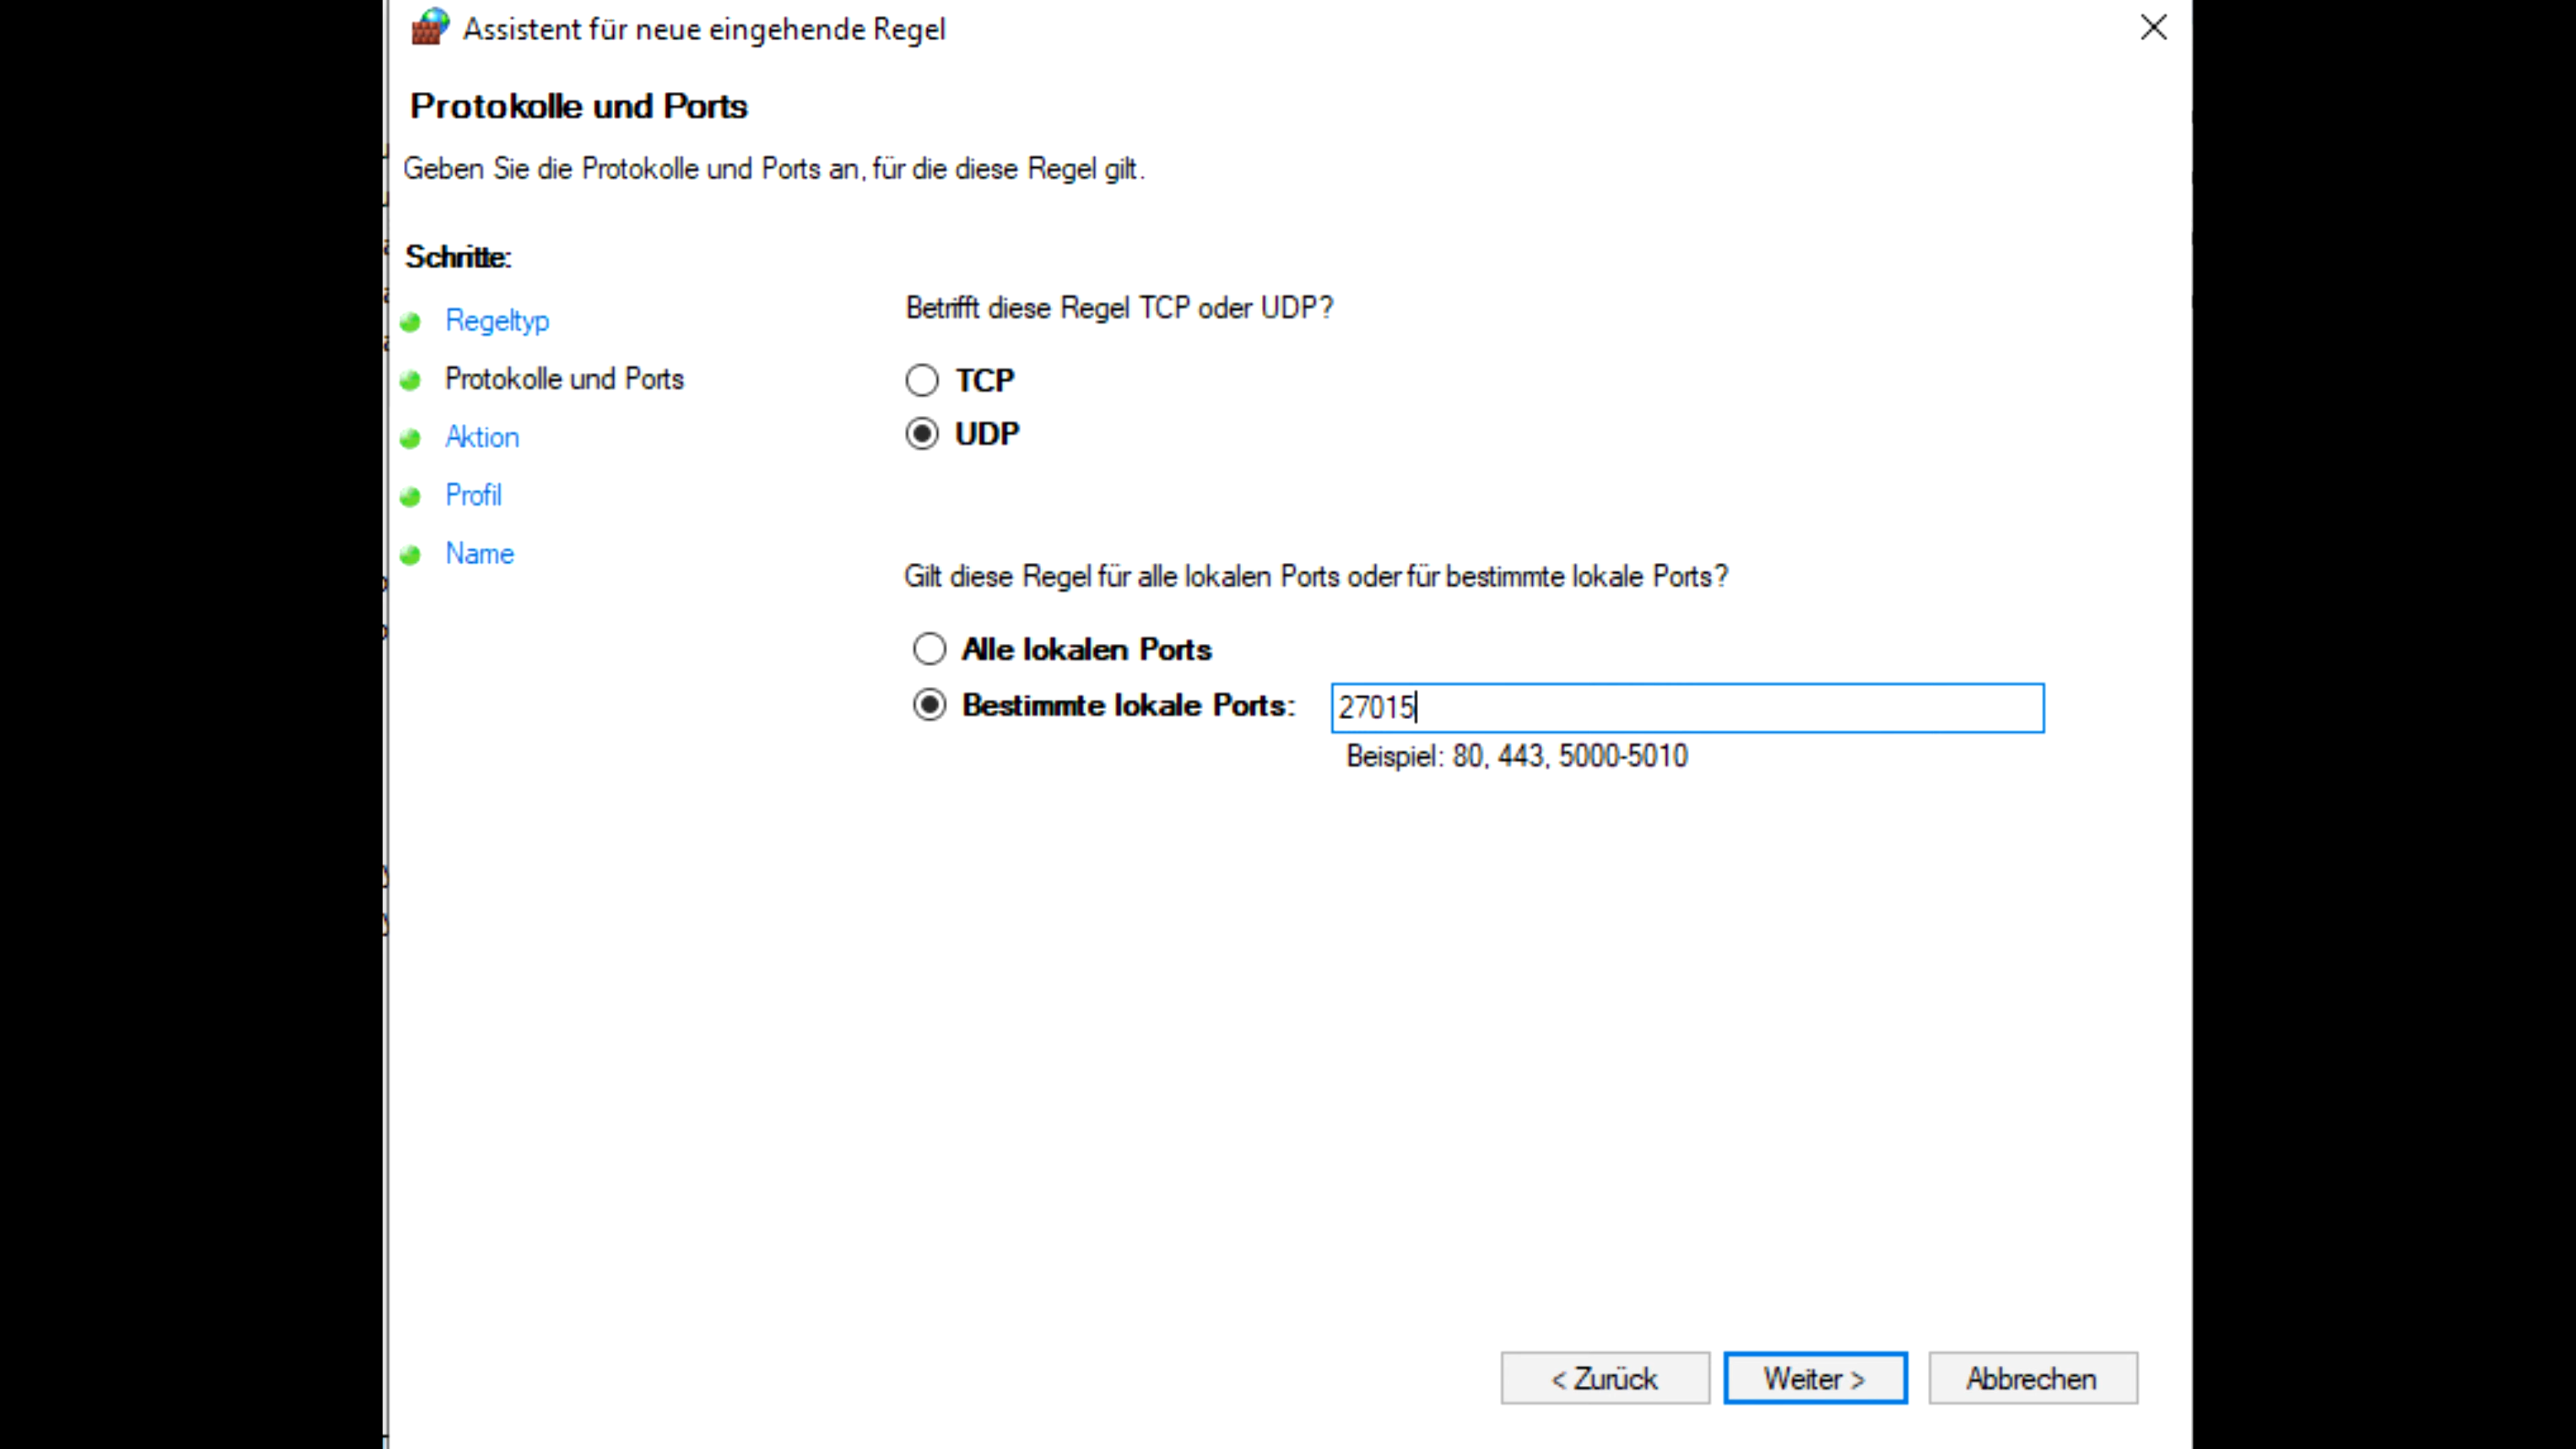 Assistent für neue eingehende Regel
Protokolle und Ports
Geben Sie die Protokolle und Ports an, für die diese Regel gilt.
Schritte:
Regeltyp
Protokolle und Ports
Aktion
Profil
Name
Betrifft diese Regel TCP oder UDP?
TCP
UDP
Gilt diese Regel für alle lokalen Ports oder für bestimmte lokale Ports?
Alle lokalen Ports
Bestimmte lokale Ports: 27015
Beispiel: 80, 443, 5000-5010
< Zurück Weiter > Abbrechen